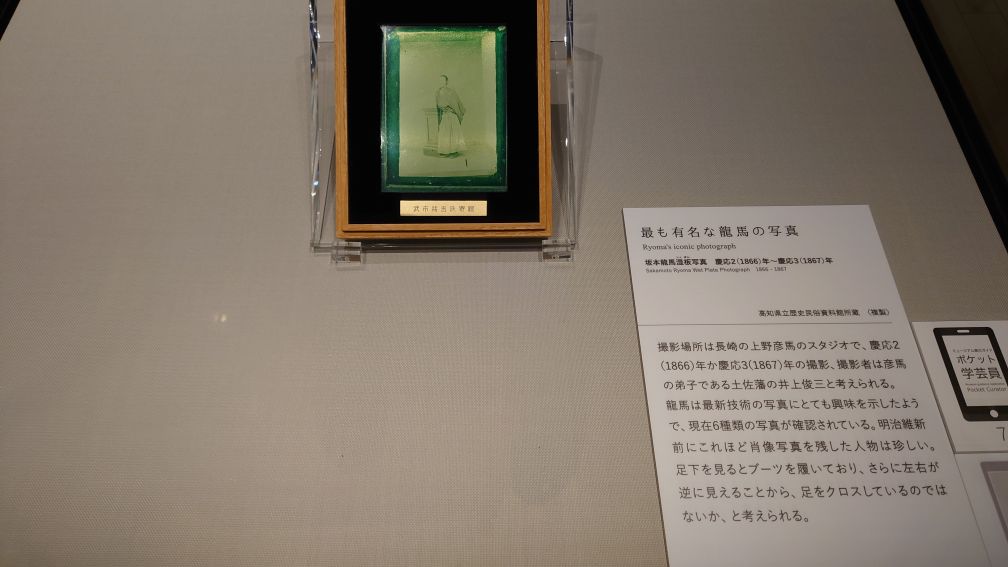 最も有名な龍馬の写真
Ryoma's iconic photograph
坂本龍馬湿板写真 慶応2(1866)年~慶応3(1867)年
Sakamoto Ryoma Wet Plate Photograph 1866 - 1867
高知県立歴史民俗資料館所蔵 (複製)
撮影場所は長崎の上野彦馬のスタジオで、慶応2
(1866)年か慶応3(1867)年の撮影、撮影者は彦馬
の弟子である土佐藩の井上俊三と考えられる。
龍馬は最新技術の写真にとても興味を示したよう
で、現在6種類の写真が確認されている。明治維新
前にこれほど肖像写真を残した人物は珍しい。
足下を見るとブーツを履いており、さらに左右が
逆に見えることから、足をクロスしているのでは
ないか、と考えられる。
ポケット
学芸員
Pocket Curator
7